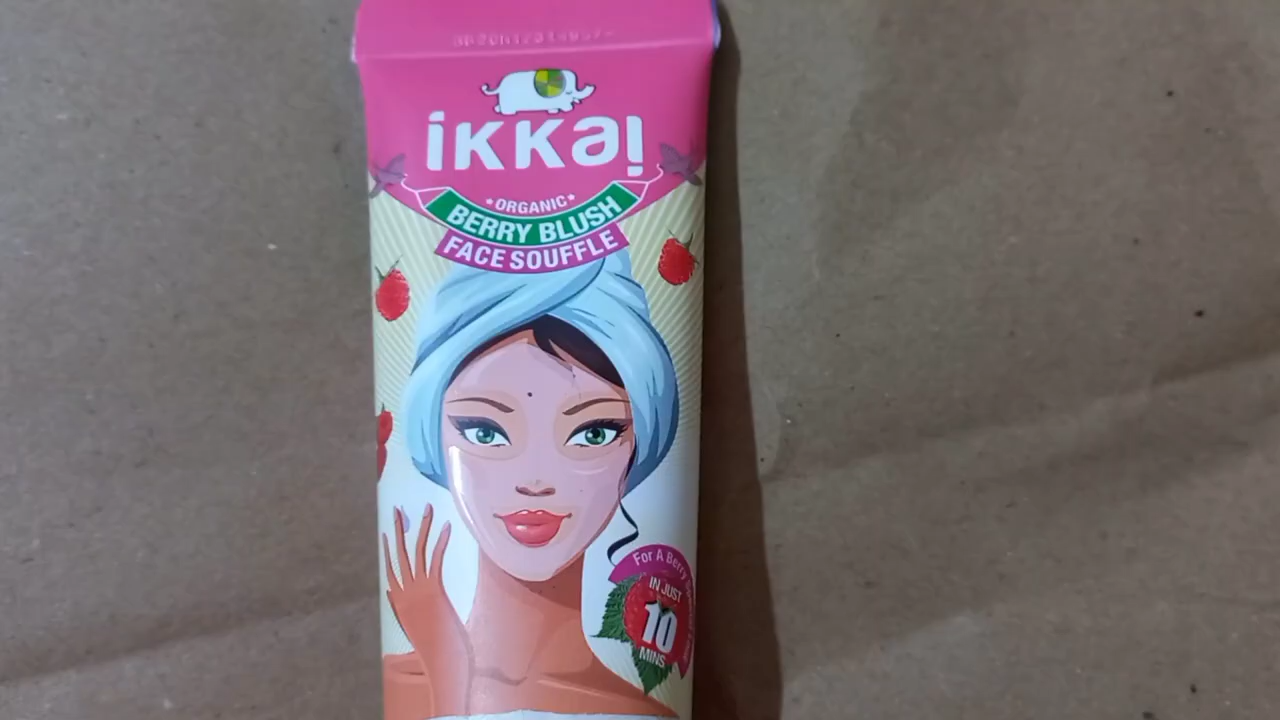 ikkai
ORGANIC
BERRY BLUSH
FACE SOUFFLE
For A Berry
IN JUST
10
MINS